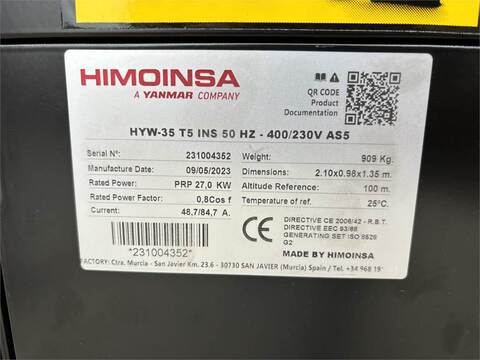 HIMOINSA
A YANMAR COMPANY
QR CODE
Product
Documentation
HYW-35 T5 INS 50 HZ - 400/230V AS5
Serial Nº: 231004352 Weight: 909 Kg.
Manufacture Date: 09/05/2023 Dimensions: 2.10x0.98x1.35 m.
Rated Power: PRP 27,0 KW Altitude Reference: 100 m.
Rated Power Factor: 0,8Cos f Temperature of ref. 25°C.
Current: 48,7/84,7 A.
CE
DIRECTIVE CE 2006/42 - R.B.T.
DIRECTIVE EEC 93/68
GENERATING SET ISO 8528
G2
*231004352*
MADE BY HIMOINSA
FACTORY: Ctra. Murcia - San Javier Km. 23.6 - 30730 SAN JAVIER (Murcia) Spain / Tel. +34 968 19